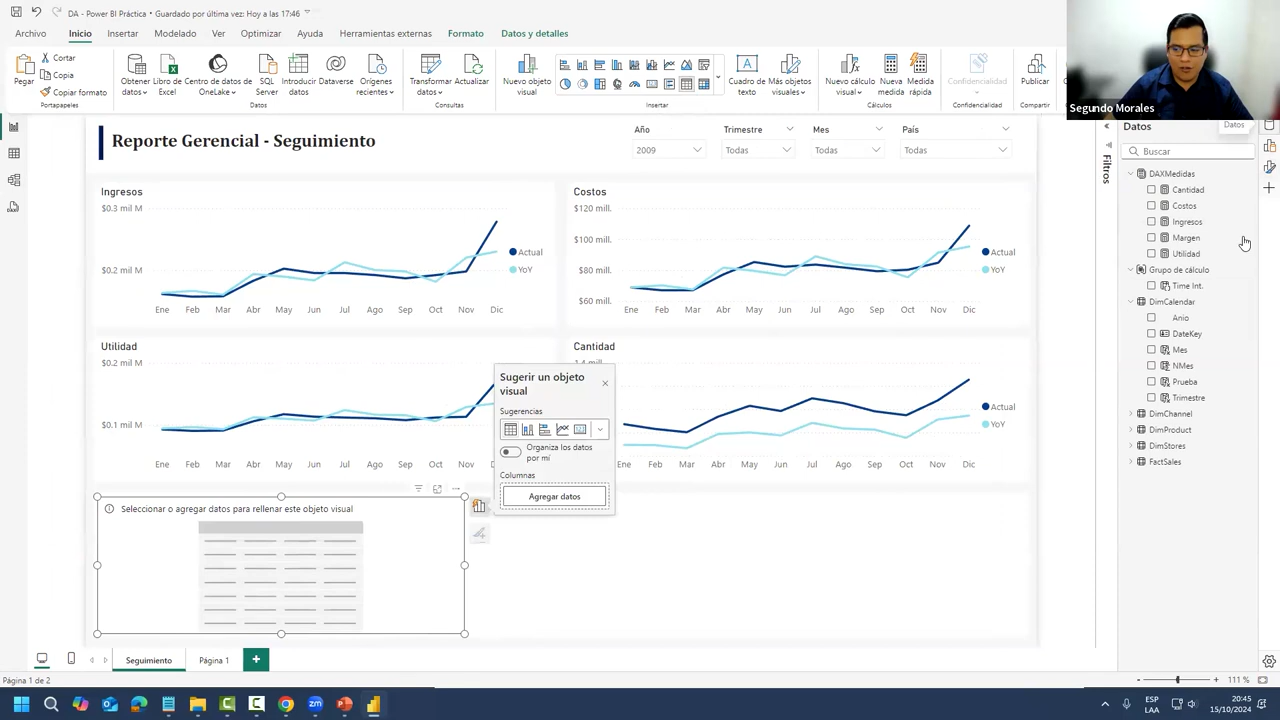 DA - Power BI Práctica • Guardado por última vez: Hoy a las 17:46
Archivo
Inicio
Insertar
Modelado
Ver
Optimizar
Ayuda
Herramientas externas
Formato
Datos y detalles
Pegar
Cortar
Copiar
Copiar formato
Portapapeles
Obtener datos
Libro de Excel
Centro de datos de OneLake
SQL Server
Introducir datos
Dataverse
Orígenes recientes
Datos
Transformar datos
Actualizar
Consultas
Nuevo objeto visual
Cuadro de texto
Más objetos visuales
Insertar
Nuevo cálculo visual
Nueva medida
Medida rápida
Cálculos
Confidencialidad
Confidencialidad
Publicar
Compartir
Segundo Morales
Reporte Gerencial - Seguimiento
Año
2009
Trimestre
Todas
Mes
Todas
País
Todas
Ingresos
$0.3 mil M
$0.2 mil M
Ene Feb Mar Abr May Jun Jul Ago Sep Oct Nov Dic
Actual
YoY
Costos
$120 mill.
$100 mill.
$80 mill.
$60 mill.
Ene Feb Mar Abr May Jun Jul Ago Sep Oct Nov Dic
Actual
YoY
Utilidad
$0.2 mil M
$0.1 mil M
Ene Feb Mar Abr May Jun Jul Ago Sep Oct Nov
Cantidad
Ene Feb Mar Abr May Jun Jul Ago Sep Oct Nov Dic
Actual
YoY
Sugerir un objeto
visual
Sugerencias
Organiza los datos
por mí
Columnas
Agregar datos
Seleccionar o agregar datos para rellenar este objeto visual
Filtros
Datos
Datos
Buscar
DAXMedidas
Cantidad
Costos
Ingresos
Margen
Utilidad
Grupo de cálculo
Time Int.
DimCalendar
Anio
DateKey
Mes
NMes
Prueba
Trimestre
DimChannel
DimProduct
DimStores
FactSales
Seguimiento
Página 1
Página 1 de 2
111 %
ESP
LAA
20:45
15/10/2024